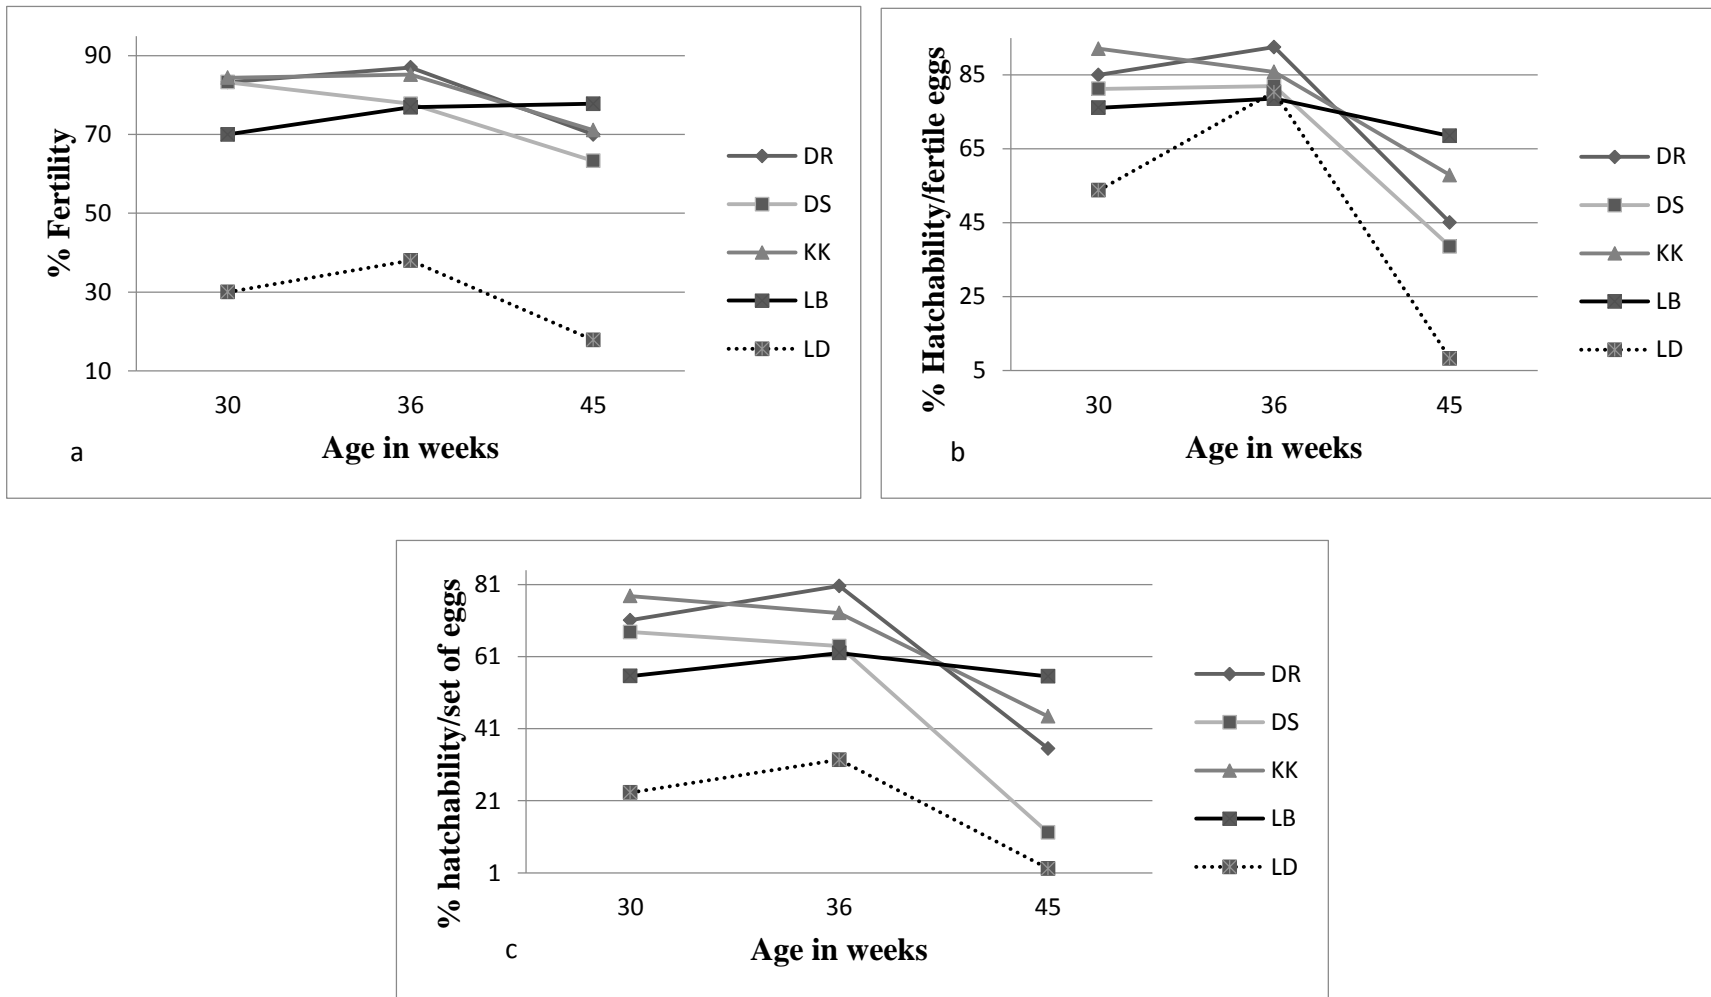 % Fertility
90
70
50
30
10
30 36 45
Age in weeks
a
DR
DS
KK
LB
LD
% Hatchability/fertile eggs
85
65
45
25
5
30 36 45
Age in weeks
b
DR
DS
KK
LB
LD
% hatchability/set of eggs
81
61
41
21
1
30 36 45
Age in weeks
c
DR
DS
KK
LB
LD